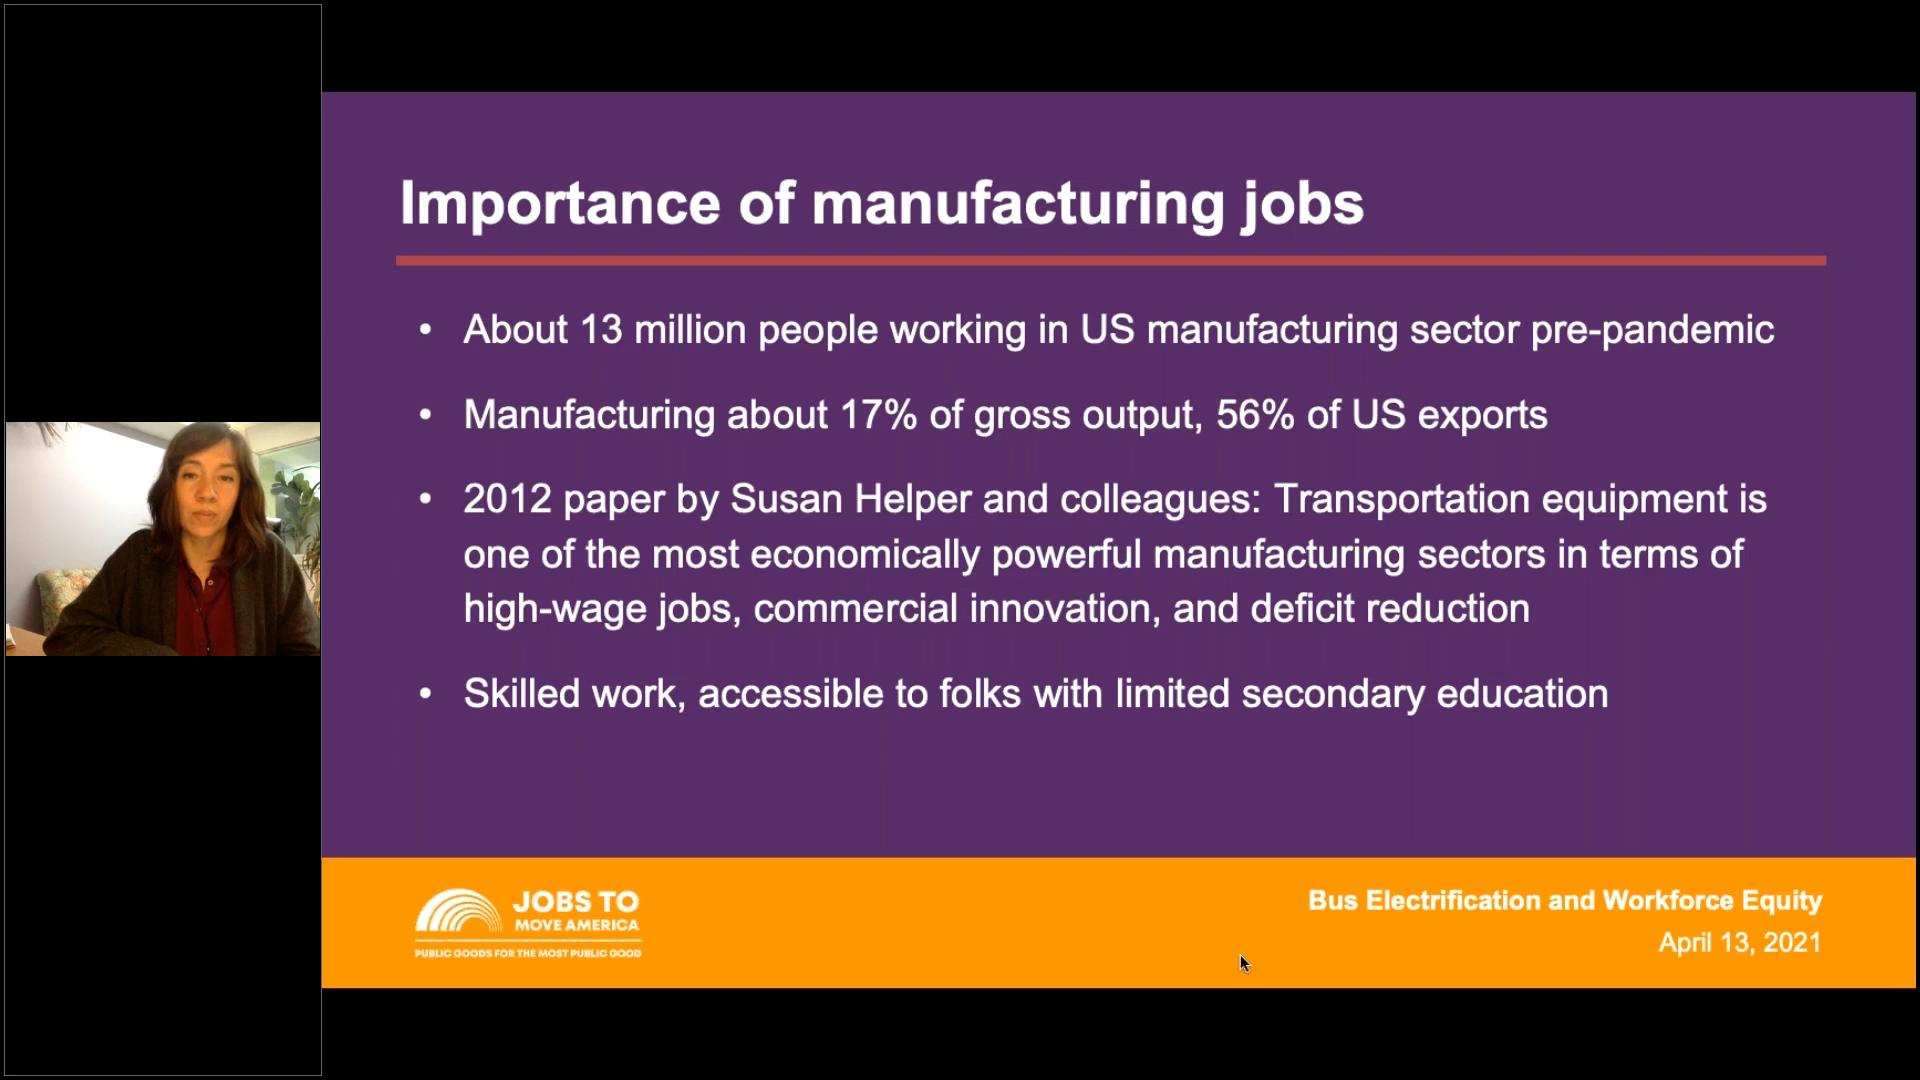 Importance of manufacturing jobs
• About 13 million people working in US manufacturing sector pre-pandemic
• Manufacturing about 17% of gross output, 56% of US exports
• 2012 paper by Susan Helper and colleagues: Transportation equipment is
one of the most economically powerful manufacturing sectors in terms of
high-wage jobs, commercial innovation, and deficit reduction
• Skilled work, accessible to folks with limited secondary education
JOBS TO
MOVE AMERICA
PUBLIC GOODS FOR THE MOST PUBLIC GOOD
Bus Electrification and Workforce Equity
April 13, 2021